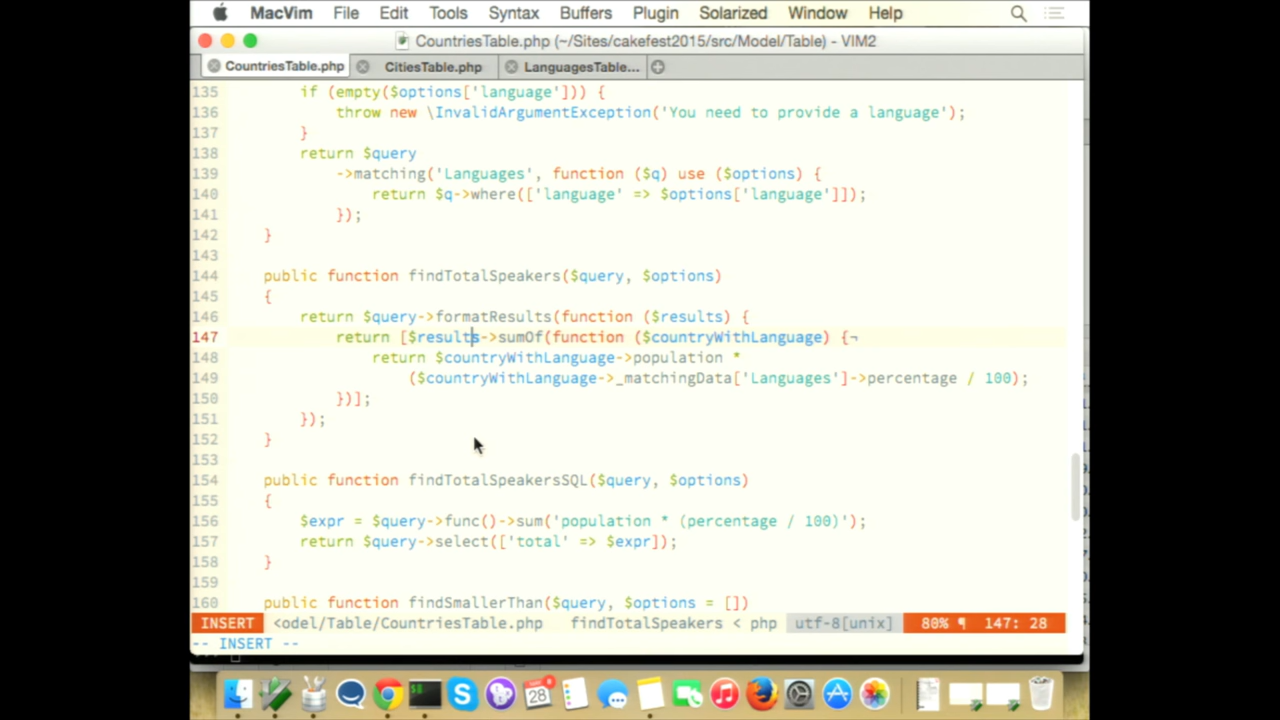 MacVim File Edit Tools Syntax Buffers Plugin Solarized Window Help
CountriesTable.php (~/Sites/cakefest2015/src/Model/Table) - VIM2
CountriesTable.php CitiesTable.php LanguagesTable...
135 if (empty($options['language'])) {
136 throw new \InvalidArgumentException('You need to provide a language');
137 }
138 return $query
139 ->matching('Languages', function ($q) use ($options) {
140 return $q->where(['language' => $options['language']]);
141 });
142 }
143
144 public function findTotalSpeakers($query, $options)
145 {
146 return $query->formatResults(function ($results) {
147 return [$results->sumOf(function ($countryWithLanguage) {¬
148 return $countryWithLanguage->population *
149 ($countryWithLanguage->_matchingData['Languages']->percentage / 100);
150 })];
151 });
152 }
153
154 public function findTotalSpeakersSQL($query, $options)
155 {
156 $expr = $query->func()->sum('population * (percentage / 100)');
157 return $query->select(['total' => $expr]);
158 }
159
160 public function findSmallerThan($query, $options = [])
INSERT <odel/Table/CountriesTable.php findTotalSpeakers < php utf-8[unix] 80% ¶ 147: 28
-- INSERT --
28